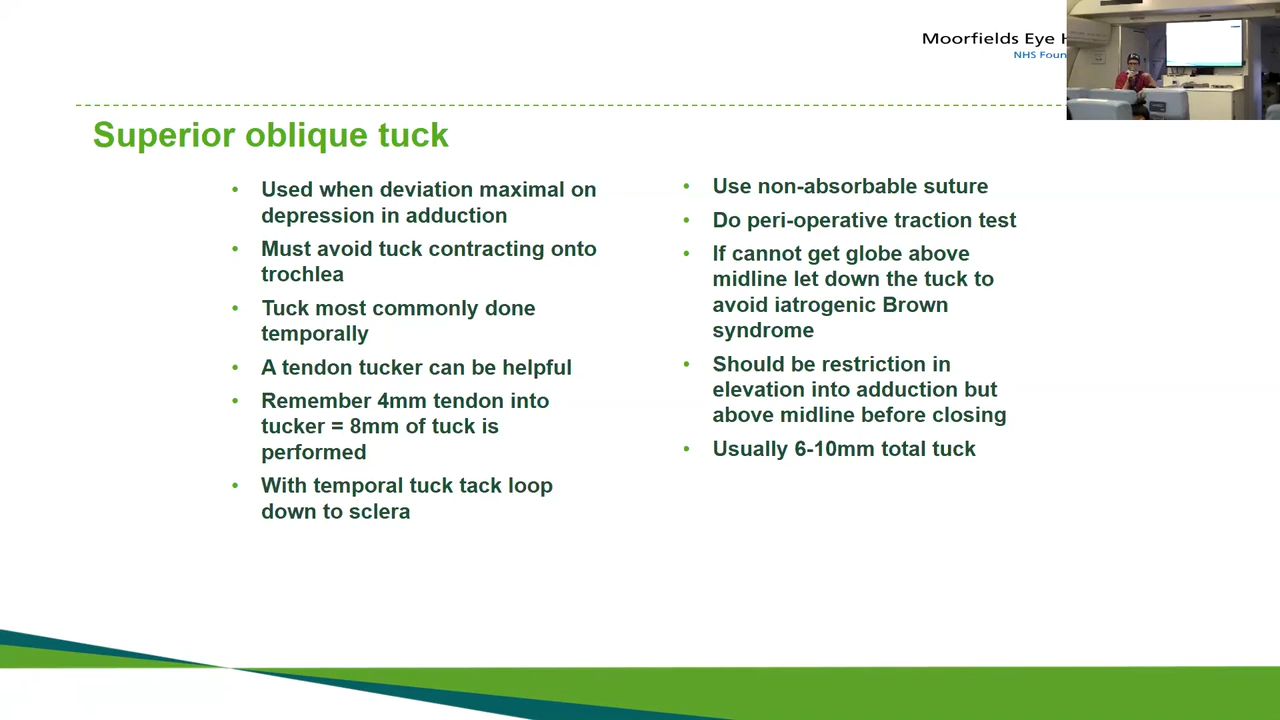 Moorfields Eye
NHS Foun
Superior oblique tuck
• Used when deviation maximal on
depression in adduction
• Must avoid tuck contracting onto
trochlea
• Tuck most commonly done
temporally
• A tendon tucker can be helpful
• Remember 4mm tendon into
tucker = 8mm of tuck is
performed
• With temporal tuck tack loop
down to sclera
• Use non-absorbable suture
• Do peri-operative traction test
• If cannot get globe above
midline let down the tuck to
avoid iatrogenic Brown
syndrome
• Should be restriction in
elevation into adduction but
above midline before closing
• Usually 6-10mm total tuck